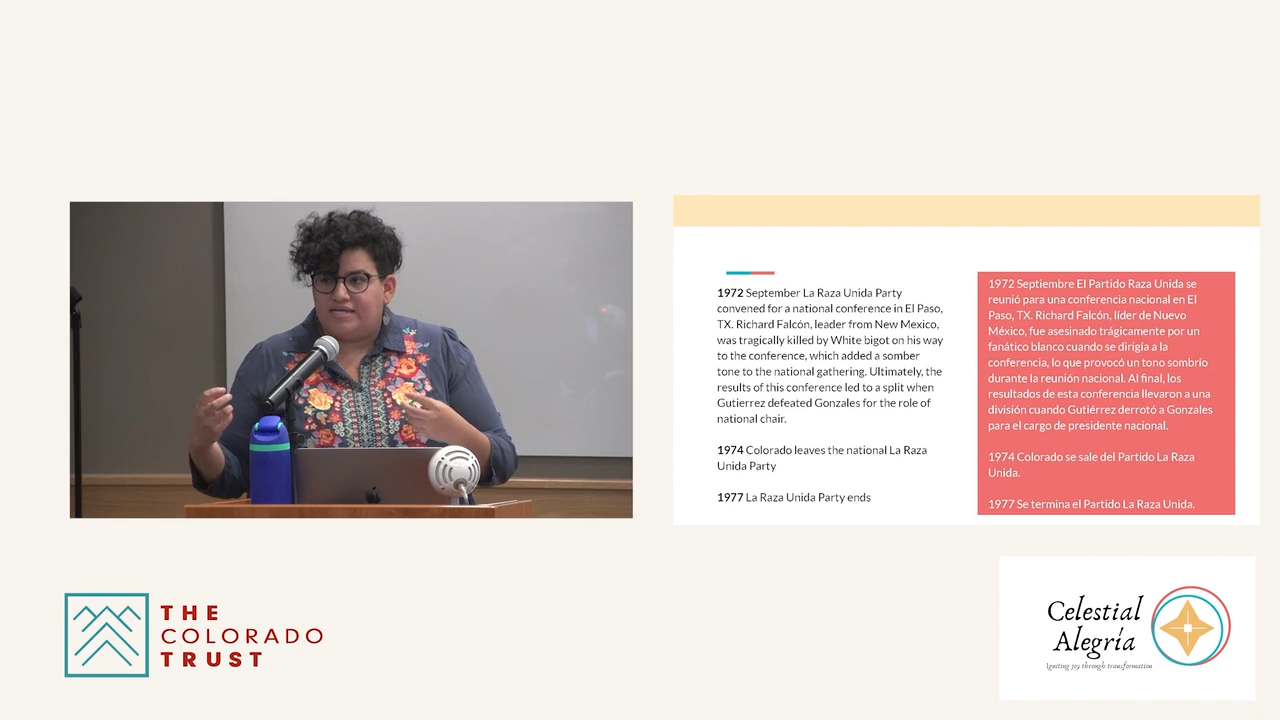 1972 September La Raza Unida Party
convened for a national conference in El Paso,
TX. Richard Falcón, leader from New Mexico,
was tragically killed by White bigot on his way
to the conference, which added a somber
tone to the national gathering. Ultimately, the
results of this conference led to a split when
Gutierrez defeated Gonzales for the role of
national chair.
1974 Colorado leaves the national La Raza
Unida Party
1977 La Raza Unida Party ends
1972 Septiembre El Partido Raza Unida se
reunió para una conferencia nacional en El
Paso, TX. Richard Falcón, líder de Nuevo
México, fue asesinado trágicamente por un
fanático blanco cuando se dirigía a la
conferencia, lo que provocó un tono sombrío
durante la reunión nacional. Al final, los
resultados de esta conferencia llevaron a una
división cuando Gutiérrez derrotó a Gonzales
para el cargo de presidente nacional.
1974 Colorado se sale del Partido La Raza
Unida.
1977 Se termina el Partido La Raza Unida.
THE
COLORADO
TRUST
Celestial
Alegría
Igniting joy through transformation